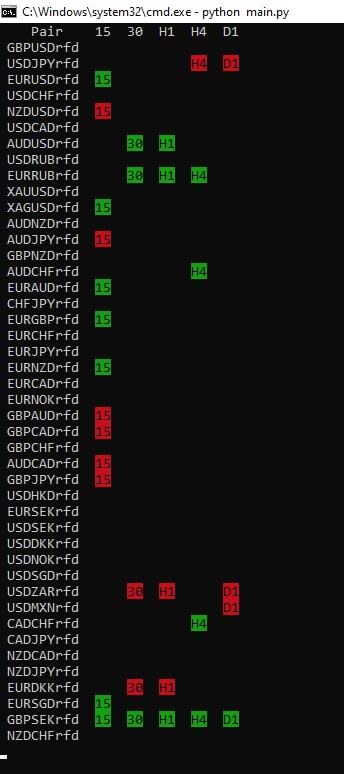 C:\Windows\system32\cmd.exe - python  main.py
Pair 15 30 H1 H4 D1
GBPUSDrfd
USDJPYrfd H4 D1
EURUSDrfd 15
USDCHFrfd
NZDUSDrfd 15
USDCADrfd
AUDUSDrfd 30 H1
USDRUBrfd
EURRUBrfd 30 H1 H4
XAUUSDrfd
XAGUSDrfd 15
AUDNZDrfd
AUDJPYrfd 15
GBPNZDrfd
AUDCHFrfd H4
EURAUDrfd 15
CHFJPYrfd
EURGBPrfd 15
EURCHFrfd
EURJPYrfd
EURNZDrfd 15
EURCADrfd
EURNOKrfd
GBPAUDrfd 15
GBPCADrfd 15
GBPCHFrfd
AUDCADrfd 15
GBPJPYrfd 15
USDHKDrfd
EURSEKrfd
USDSEKrfd
USDDKKrfd
USDNOKrfd
USDSGDrfd
USDZARrfd 30 H1 D1
USDMXNrfd D1
CADCHFrfd H4
CADJPYrfd
NZDCADrfd
NZDJPYrfd
EURDKKrfd 30 H1
EURSGDrfd 15
GBPSEKrfd 15 30 H1 H4 D1
NZDCHFrfd